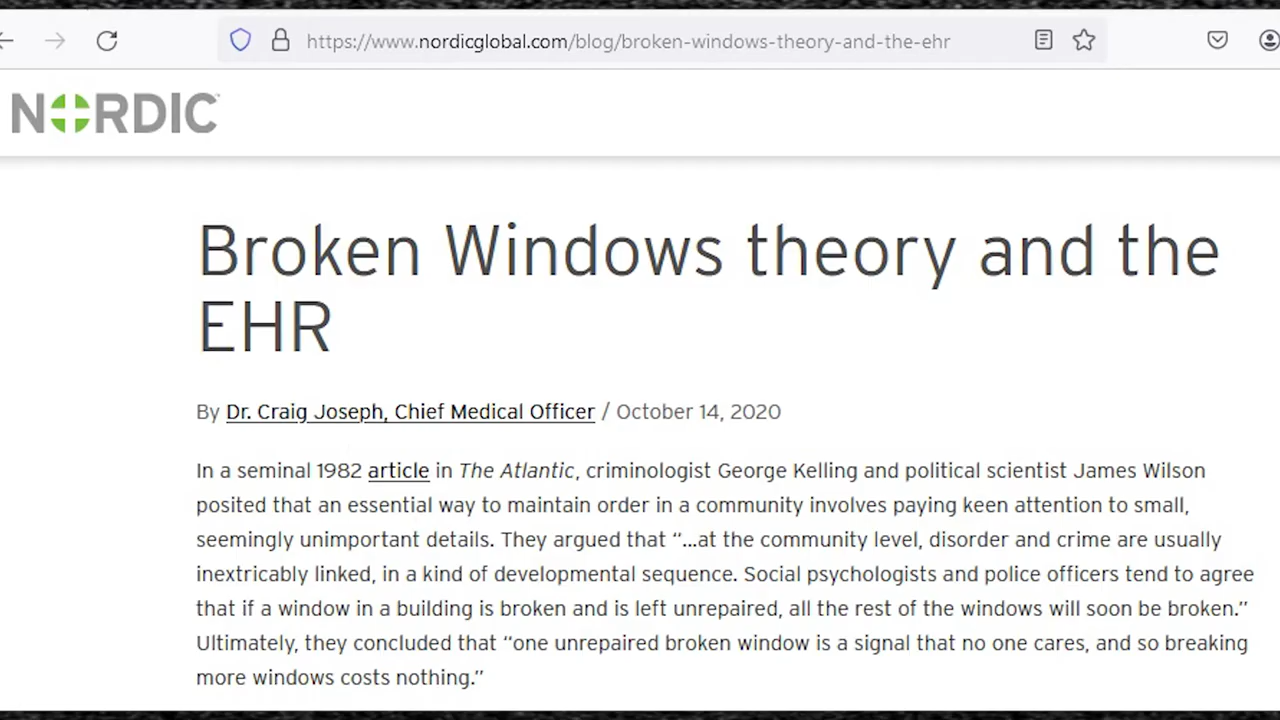 https://www.nordicglobal.com/blog/broken-windows-theory-and-the-ehr
NORDIC
Broken Windows theory and the
EHR
By Dr. Craig Joseph, Chief Medical Officer / October 14, 2020
In a seminal 1982 article in The Atlantic, criminologist George Kelling and political scientist James Wilson
posited that an essential way to maintain order in a community involves paying keen attention to small,
seemingly unimportant details. They argued that “…at the community level, disorder and crime are usually
inextricably linked, in a kind of developmental sequence. Social psychologists and police officers tend to agree
that if a window in a building is broken and is left unrepaired, all the rest of the windows will soon be broken.”
Ultimately, they concluded that “one unrepaired broken window is a signal that no one cares, and so breaking
more windows costs nothing.”